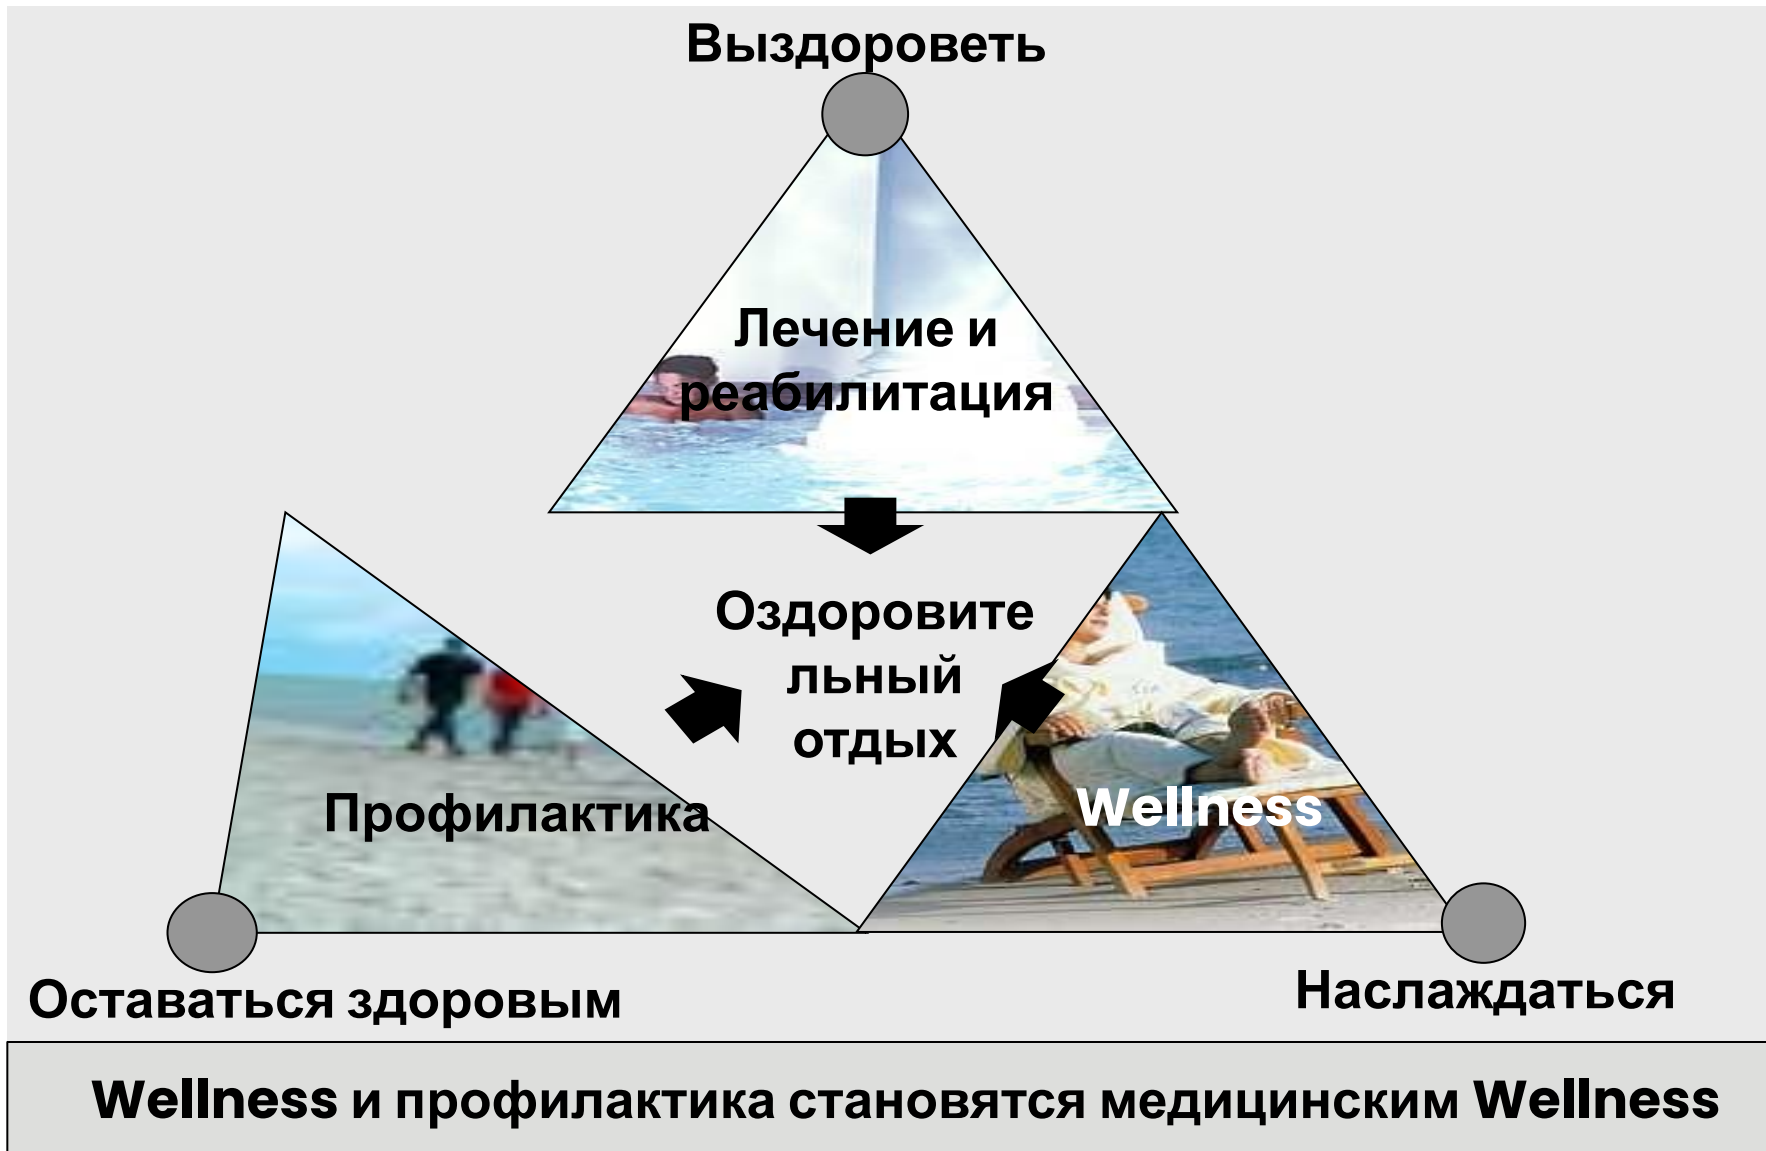 Выздороветь
Лечение и
реабилитация
Оздоровите
льный
отдых
Профилактика
Wellness
Оставаться здоровым
Наслаждаться
Wellness и профилактика становятся медицинским Wellness